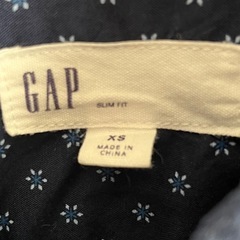 GAP SLIM FIT
XS
MADE IN
CHINA